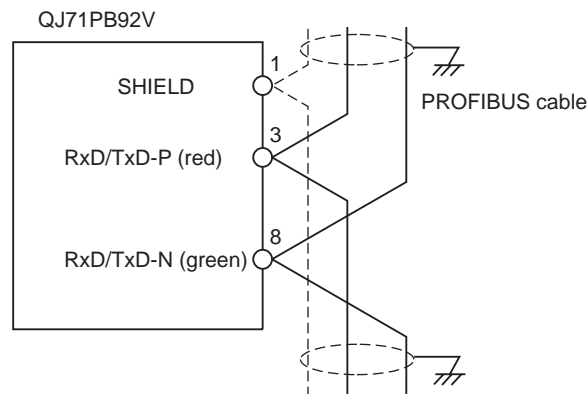 QJ71PB92V
1
SHIELD
PROFIBUS cable
3
RxD/TxD-P (red)
8
RxD/TxD-N (green)